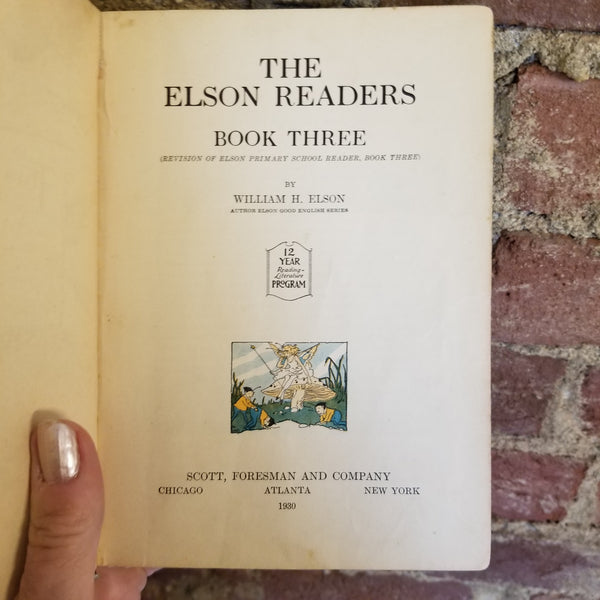 THE
ELSON READERS
BOOK THREE
(REVISION OF ELSON PRIMARY SCHOOL READER, BOOK THREE)
BY
WILLIAM H. ELSON
AUTHOR ELSON GOOD ENGLISH SERIES
12
YEAR
Reading-
Literature
PROGRAM
SCOTT, FORESMAN AND COMPANY
CHICAGO ATLANTA NEW YORK
1930